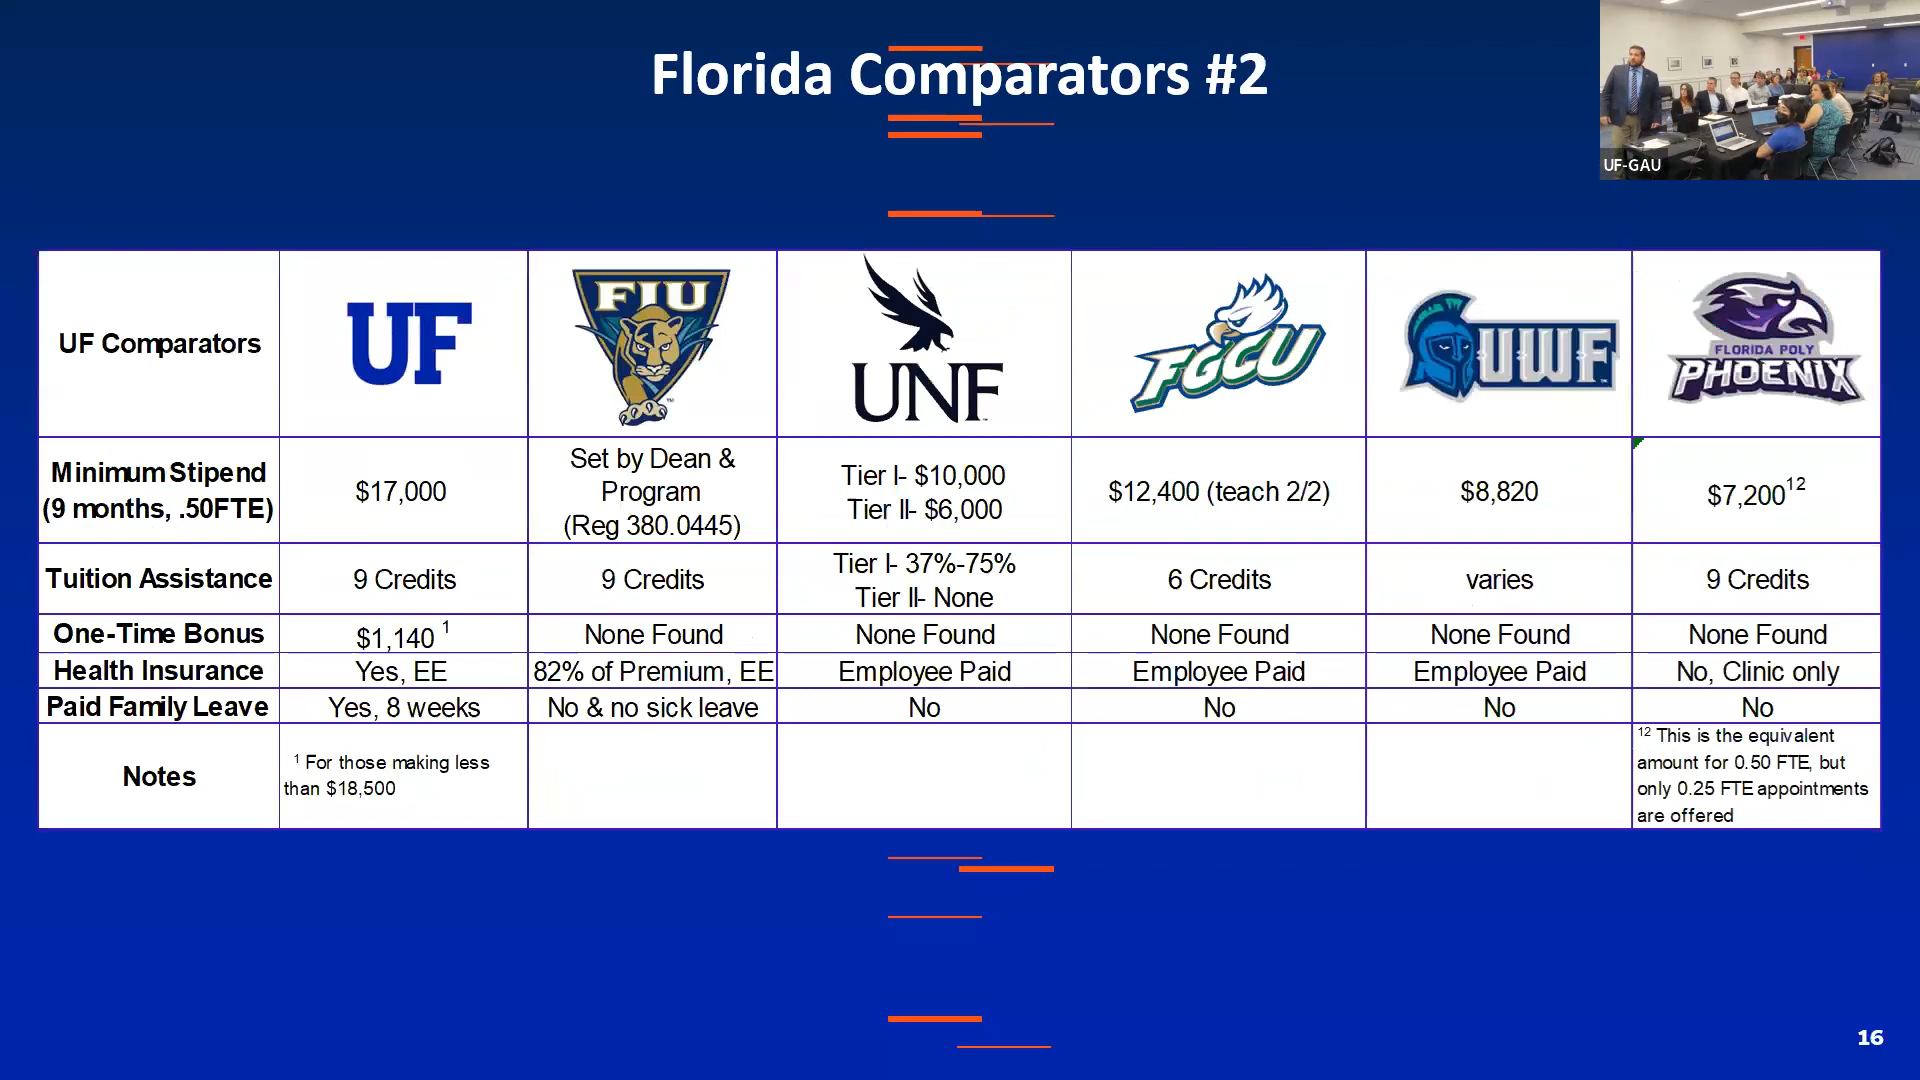 Florida Comparators #2
UF-GAU
UF Comparators
UF
FIU
™
UNF
FGCU
UWF
FLORIDA POLY
PHOENIX
Minimum Stipend
(9 months, .50FTE)
$17,000
Set by Dean &
Program
(Reg 380.0445)
Tier I- $10,000
Tier II- $6,000
$12,400 (teach 2/2)
$8,820
$7,200¹²
Tuition Assistance
9 Credits
9 Credits
Tier I- 37%-75%
Tier II- None
6 Credits
varies
9 Credits
One-Time Bonus
$1,140 ¹
None Found
None Found
None Found
None Found
None Found
Health Insurance
Yes, EE
82% of Premium, EE
Employee Paid
Employee Paid
Employee Paid
No, Clinic only
Paid Family Leave
Yes, 8 weeks
No & no sick leave
No
No
No
No
Notes
¹ For those making less
than $18,500
¹² This is the equivalent
amount for 0.50 FTE, but
only 0.25 FTE appointments
are offered
16